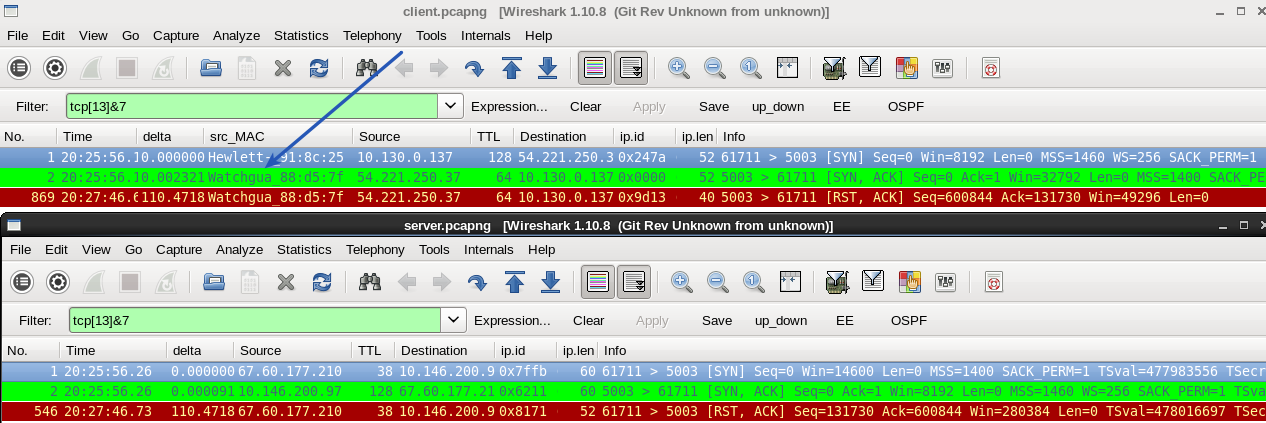 client.pcapng [Wireshark 1.10.8 (Git Rev Unknown from unknown)]
File Edit View Go Capture Analyze Statistics Telephony Tools Internals Help
Filter: tcp[13]&7 Expression... Clear Apply Save up_down EE OSPF
No. Time delta src_MAC Source TTL Destination ip.id ip.len Info
1 20:25:56.1 0.000000 Hewlett- 91:8c:25 10.130.0.137 128 54.221.250.3 0x247a 52 61711 > 5003 [SYN] Seq=0 Win=8192 Len=0 MSS=1460 WS=256 SACK_PERM=1
2 20:25:56.1 0.002321 Watchgua_88:d5:7f 54.221.250.37 64 10.130.0.137 0x0000 52 5003 > 61711 [SYN, ACK] Seq=0 Ack=1 Win=32792 Len=0 MSS=1400 SACK_PE
869 20:27:46.6 110.4718 Watchgua_88:d5:7f 54.221.250.37 64 10.130.0.137 0x9d13 40 5003 > 61711 [RST, ACK] Seq=600844 Ack=131730 Win=49296 Len=0
server.pcapng [Wireshark 1.10.8 (Git Rev Unknown from unknown)]
File Edit View Go Capture Analyze Statistics Telephony Tools Internals Help
Filter: tcp[13]&7 Expression... Clear Apply Save up_down EE OSPF
No. Time delta Source TTL Destination ip.id ip.len Info
1 20:25:56.26 0.000000 67.60.177.210 38 10.146.200.9 0x7ffb 60 61711 > 5003 [SYN] Seq=0 Win=14600 Len=0 MSS=1400 SACK_PERM=1 TSval=477983556 TSecr
2 20:25:56.26 0.000091 10.146.200.97 128 67.60.177.21 0x6211 60 5003 > 61711 [SYN, ACK] Seq=0 Ack=1 Win=8192 Len=0 MSS=1460 WS=256 SACK_PERM=1 TSva
546 20:27:46.73 110.4718 67.60.177.210 38 10.146.200.9 0x8171 52 61711 > 5003 [RST, ACK] Seq=131730 Ack=600844 Win=280384 Len=0 TSval=478016697 TSec